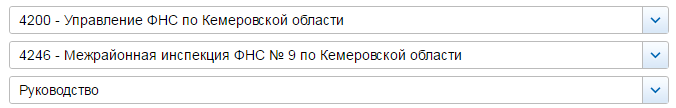 4200 - Управление ФНС по Кемеровской области
4246 - Межрайонная инспекция ФНС № 9 по Кемеровской области
Руководство